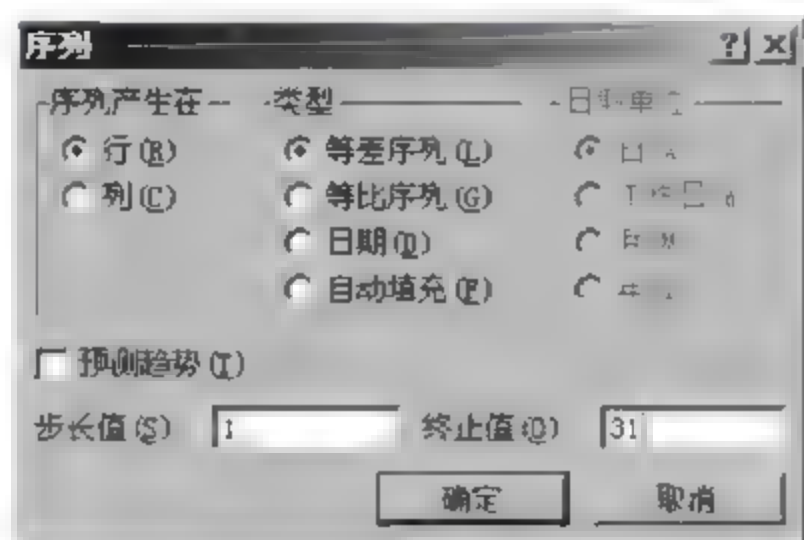 序列
序列产生在 类型
行(R) 等差序列(L)
列(C) 等比序列(G)
日期(D)
自动填充(F)
预测趋势(T)
步长值(S) 1 终止值(O) 31
确定 取消